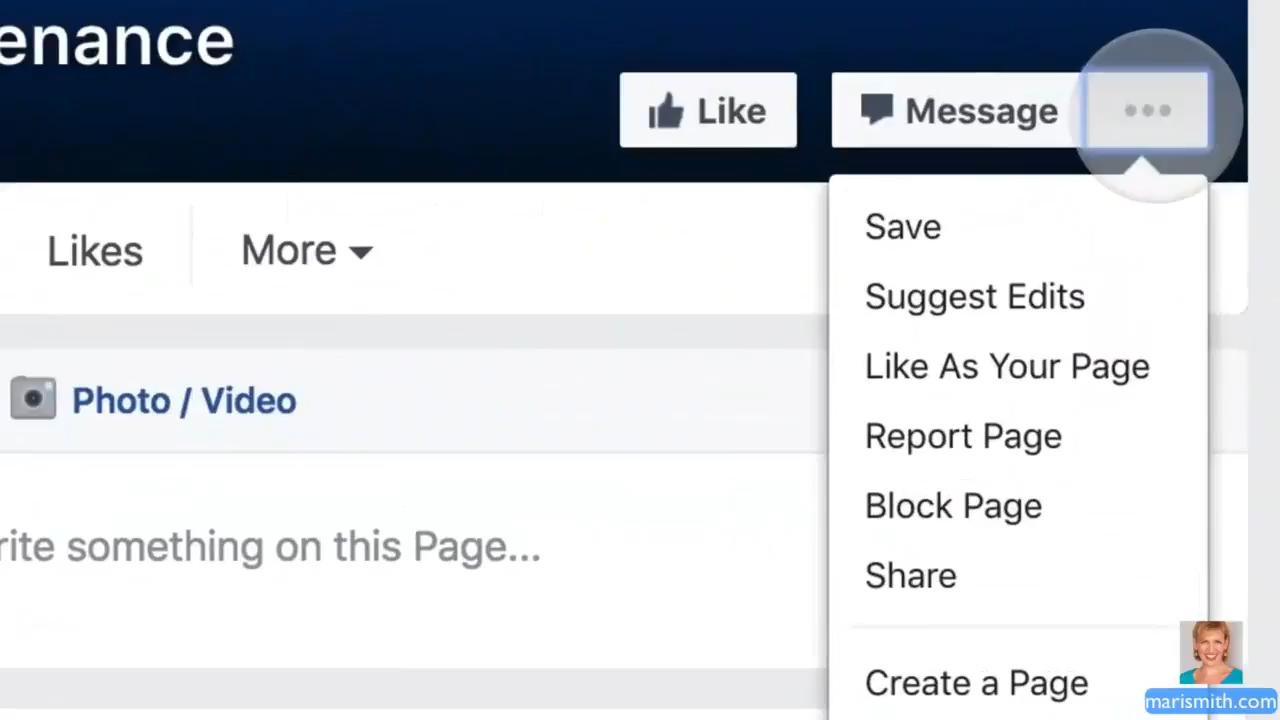 enance
Like
Message
Likes
More
Save
Suggest Edits
Like As Your Page
Report Page
Block Page
Share
Create a Page
Photo / Video
rite something on this Page...
marismith.com